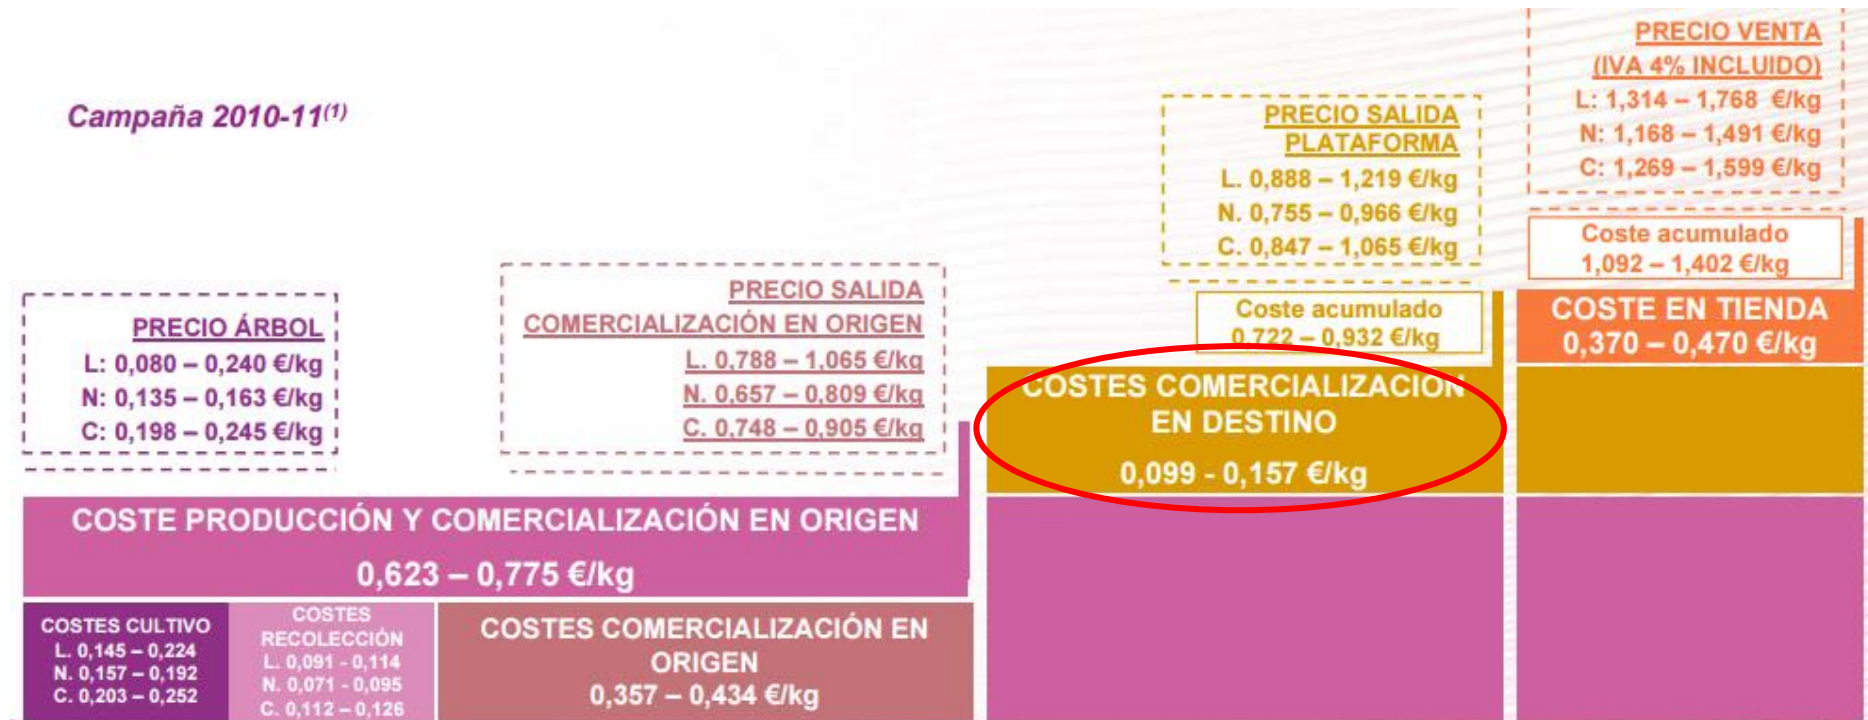 Campaña 2010-11(1)
PRECIO ÁRBOL
L: 0,080 – 0,240 €/kg
N: 0,135 – 0,163 €/kg
C: 0,198 – 0,245 €/kg
PRECIO SALIDA
COMERCIALIZACIÓN EN ORIGEN
L. 0,788 – 1,065 €/kg
N. 0,657 – 0,809 €/kg
C. 0,748 – 0,905 €/kg
PRECIO SALIDA
PLATAFORMA
L. 0,888 – 1,219 €/kg
N. 0,755 – 0,966 €/kg
C. 0,847 – 1,065 €/kg
PRECIO VENTA
(IVA 4% INCLUIDO)
L: 1,314 – 1,768 €/kg
N: 1,168 – 1,491 €/kg
C: 1,269 – 1,599 €/kg
Coste acumulado
0,722 – 0,932 €/kg
Coste acumulado
1,092 – 1,402 €/kg
COSTE EN TIENDA
0,370 – 0,470 €/kg
COSTES COMERCIALIZACIÓN
EN DESTINO
0,099 - 0,157 €/kg
COSTE PRODUCCIÓN Y COMERCIALIZACIÓN EN ORIGEN
0,623 – 0,775 €/kg
COSTES CULTIVO
L. 0,145 – 0,224
N. 0,157 – 0,192
C. 0,203 – 0,252
COSTES
RECOLECCIÓN
L. 0,091 - 0,114
N. 0,071 - 0,095
C. 0,112 – 0,126
COSTES COMERCIALIZACIÓN EN
ORIGEN
0,357 – 0,434 €/kg